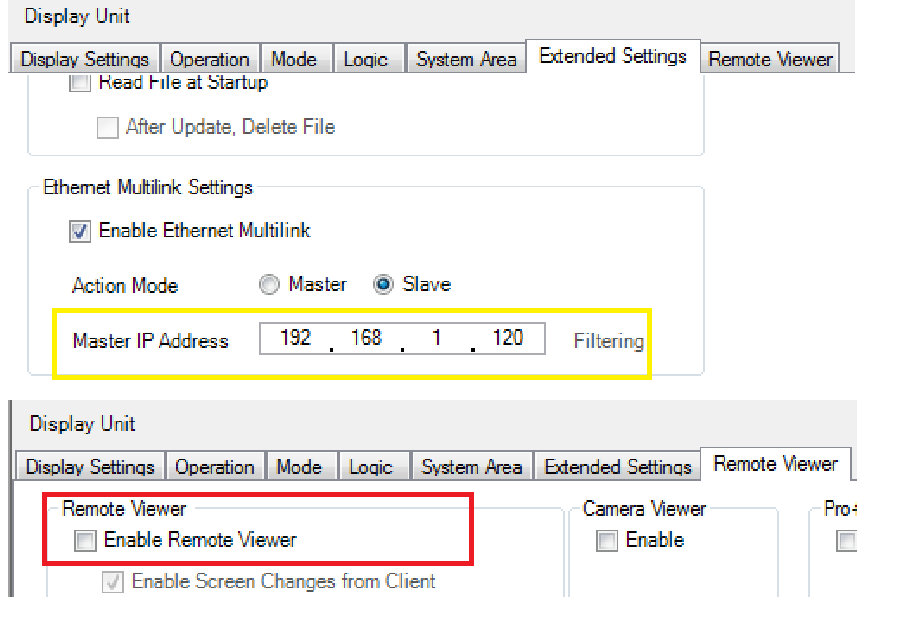 Display Unit
Display Settings Operation Mode Logic System Area Extended Settings Remote Viewer
Read File at Startup
After Update, Delete File
Ethernet Multilink Settings
Enable Ethernet Multilink
Action Mode Master Slave
Master IP Address 192 . 168 . 1 . 120 Filtering
Display Unit
Display Settings Operation Mode Logic System Area Extended Settings Remote Viewer
Remote Viewer Camera Viewer
Enable Remote Viewer Enable
Enable Screen Changes from Client